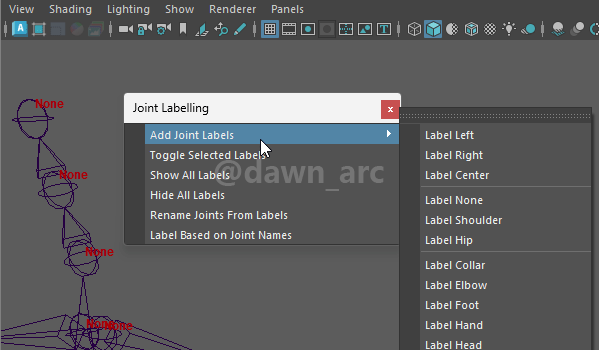 View Shading Lighting Show Renderer Panels
None
Joint Labelling
Add Joint Labels
Toggle Selected Labels
Show All Labels
Hide All Labels
Rename Joints From Labels
Label Based on Joint Names
@dawn_arc
Label Left
Label Right
Label Center
Label None
Label Shoulder
Label Hip
Label Collar
Label Elbow
Label Foot
Label Hand
Label Head
None
None
None None